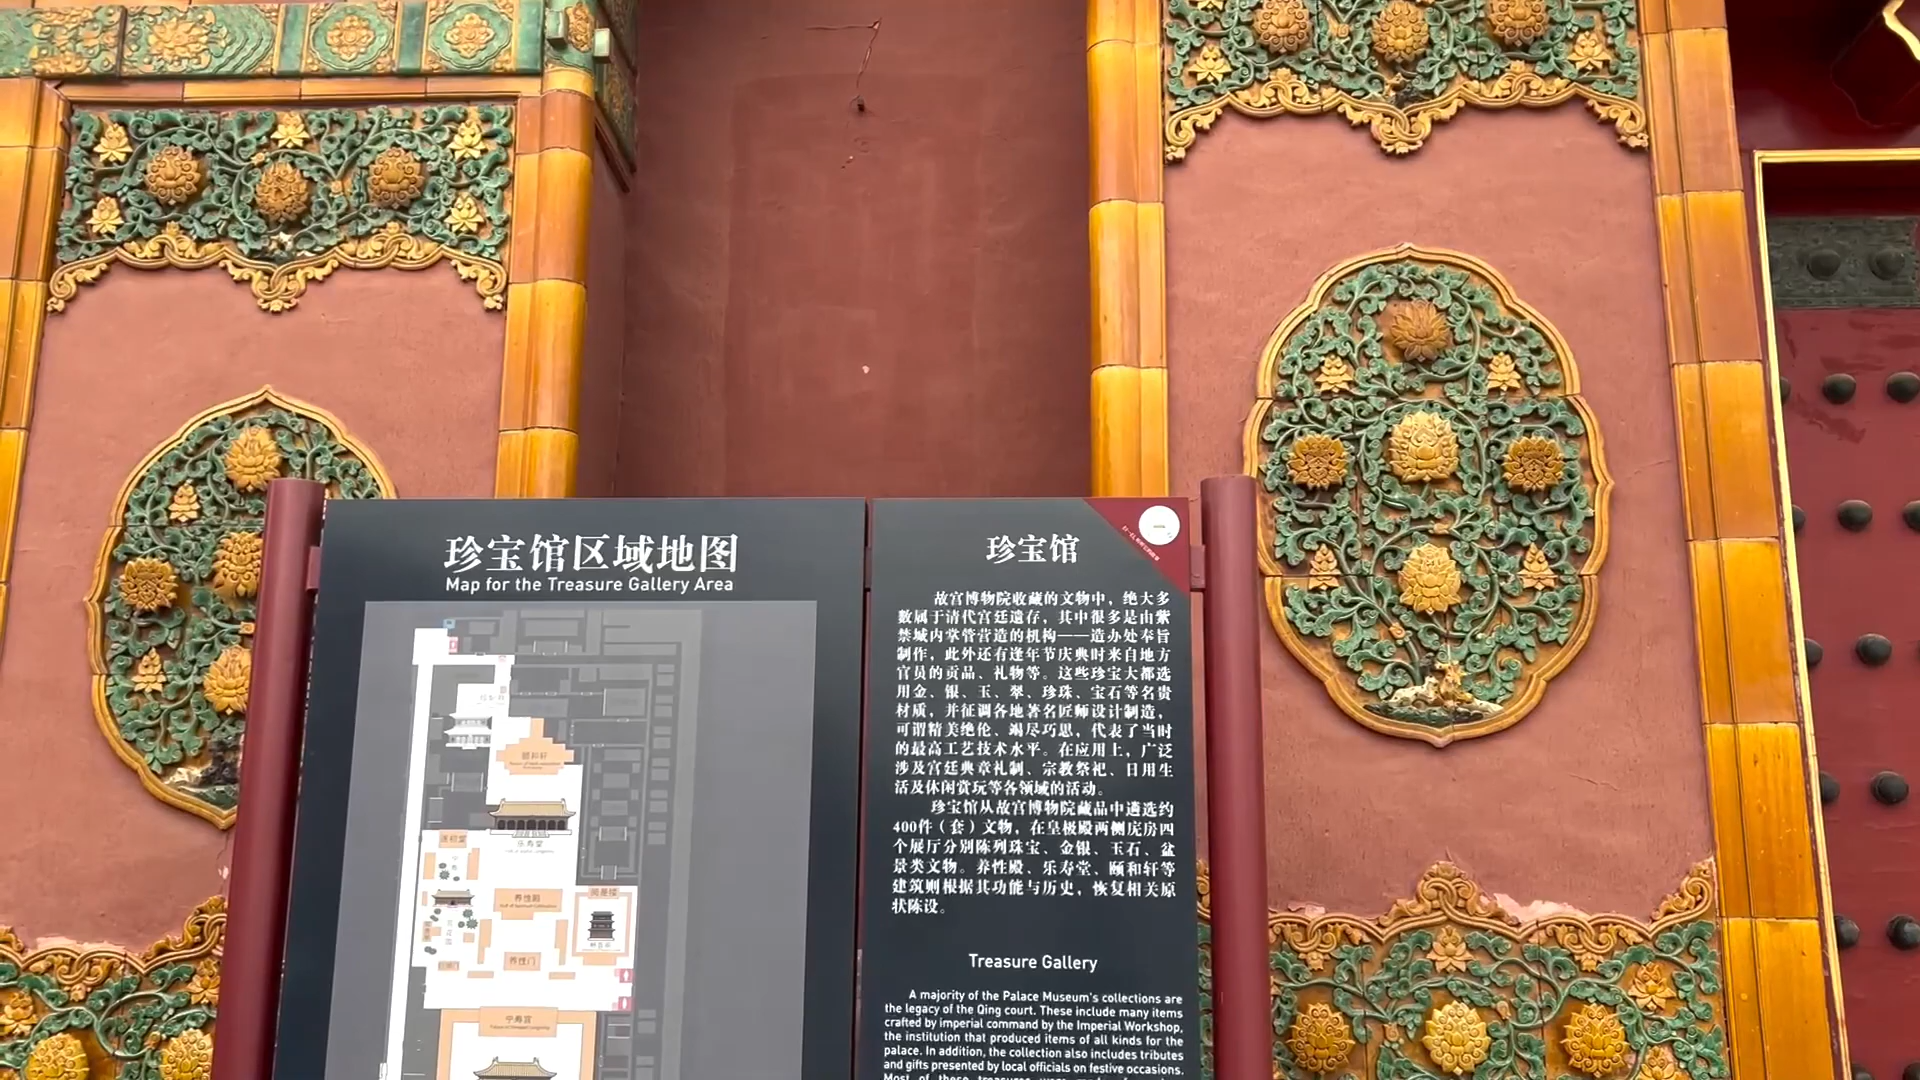 珍宝馆区域地图
Map for the Treasure Gallery Area
颐和轩
乐寿堂
养性殿
阅是楼
畅音阁
养性门
宁寿宫
珍宝馆
故宫博物院收藏的文物中，绝大多
数属于清代宫廷遗存，其中很多是由紫
禁城内掌管营造的机构——造办处奉旨
制作，此外还有逢年节庆典时来自地方
官员的贡品、礼物等。这些珍宝大都选
用金、银、玉、翠、珍珠、宝石等名贵
材质，并征调各地著名匠师设计制造，
可谓精美绝伦、竭尽巧思，代表了当时
的最高工艺技术水平。在应用上，广泛
涉及宫廷典章礼制、宗教祭祀、日用生
活及休闲赏玩等各领域的活动。
珍宝馆从故宫博物院藏品中遴选约
400件（套）文物，在皇极殿两侧庑房四
个展厅分别陈列珠宝、金银、玉石、盆
景类文物。养性殿、乐寿堂、颐和轩等
建筑则根据其功能与历史，恢复相关原
状陈设。
Treasure Gallery
A majority of the Palace Museum's collections are
the legacy of the Qing court. These include many items
crafted by imperial command by the Imperial Workshop,
the institution that produced items of all kinds for the
palace. In addition, the collection also includes tributes
and gifts presented by local officials on festive occasions.
Most of these treasures were